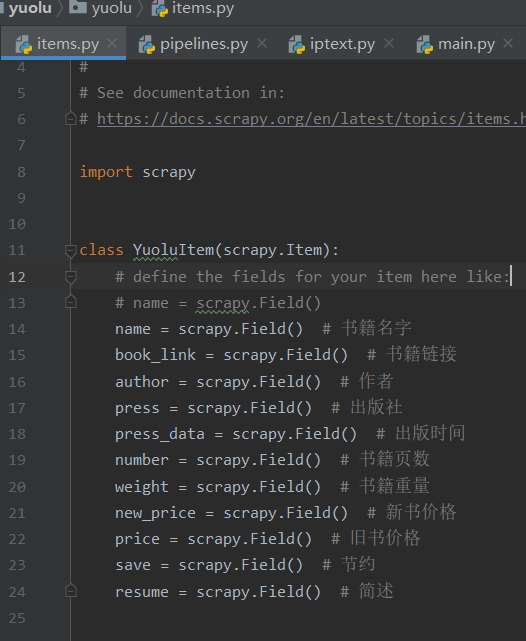 yuolu 〉 yuolu 〉 items.py
items.py × pipelines.py × iptext.py × main.py ×
4 #
5 # See documentation in:
6 # https://docs.scrapy.org/en/latest/topics/items.h
7
8 import scrapy
9
10
11 class YuoluItem(scrapy.Item):
12 # define the fields for your item here like:
13 # name = scrapy.Field()
14 name = scrapy.Field() # 书籍名字
15 book_link = scrapy.Field() # 书籍链接
16 author = scrapy.Field() # 作者
17 press = scrapy.Field() # 出版社
18 press_data = scrapy.Field() # 出版时间
19 number = scrapy.Field() # 书籍页数
20 weight = scrapy.Field() # 书籍重量
21 new_price = scrapy.Field() # 新书价格
22 price = scrapy.Field() # 旧书价格
23 save = scrapy.Field() # 节约
24 resume = scrapy.Field() # 简述
25